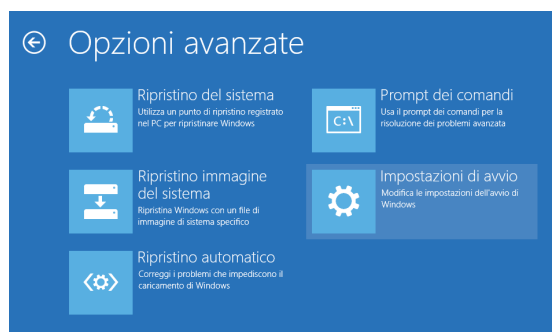 Opzioni avanzate
Ripristino del sistema
Utilizza un punto di ripristino registrato
nel PC per ripristinare Windows
Ripristino immagine
del sistema
Ripristina Windows con un file di
immagine di sistema specifico
Ripristino automatico
Correggi i problemi che impediscono il
caricamento di Windows
Prompt dei comandi
Usa il prompt dei comandi per la
risoluzione dei problemi avanzata
C:\
Impostazioni di avvio
Modifica le impostazioni dell'avvio di
Windows